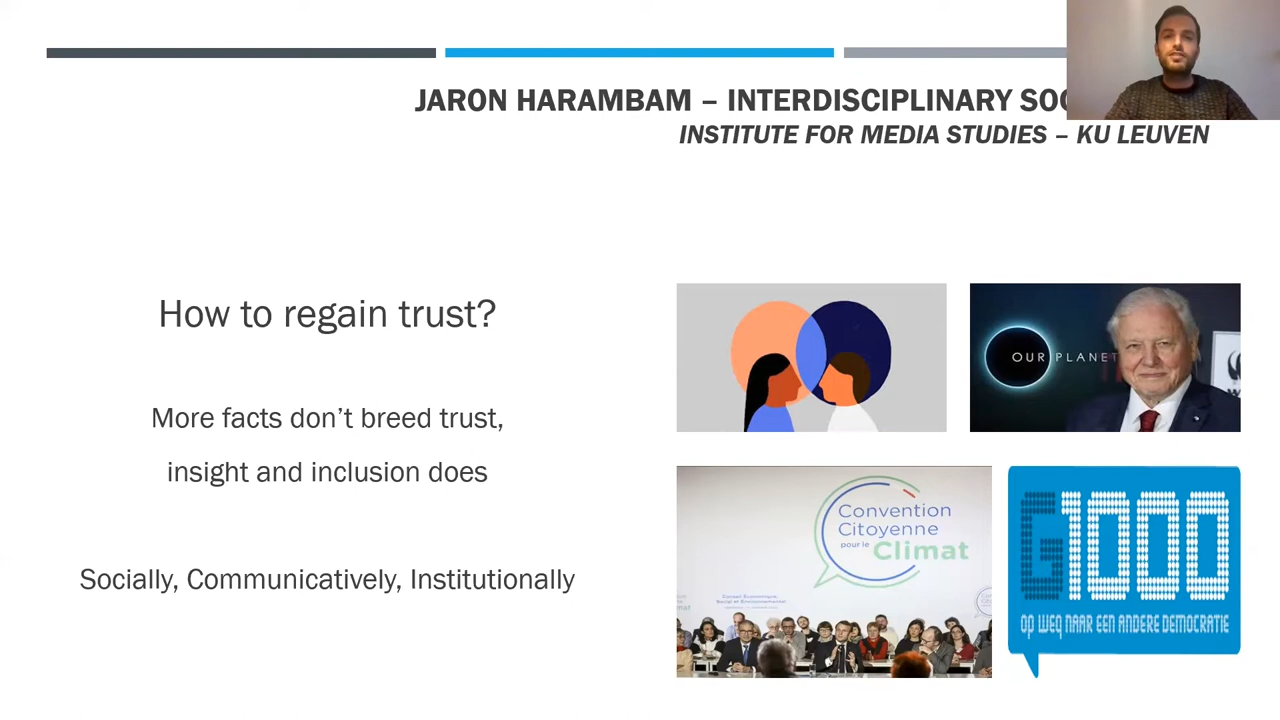 JARON HARAMBAM – INTERDISCIPLINARY
INSTITUTE FOR MEDIA STUDIES – KU LEUVEN
How to regain trust?
More facts don't breed trust,
insight and inclusion does
Socially, Communicatively, Institutionally
OUR PLANET
Convention
Citoyenne
pour le Climat
G1000
OP WEG NAAR EEN ANDERE DEMOCRATIE